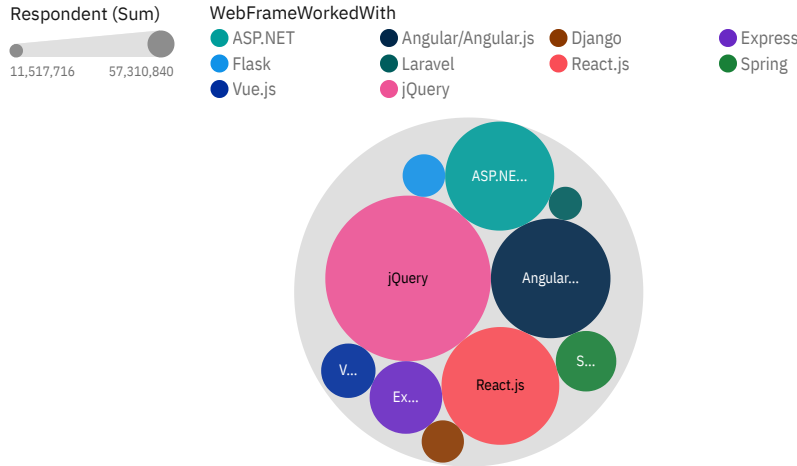 Respondent (Sum)
11,517,716 57,310,840
WebFrameWorkedWith
ASP.NET Angular/Angular.js Django Express
Flask Laravel React.js Spring
Vue.js jQuery
ASP.NE...
jQuery
Angular...
V...
S...
React.js
Ex...